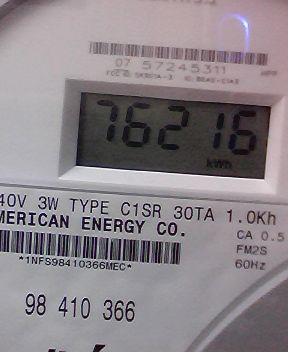 07 57245311
76216
kWh
40V 3W TYPE C1SR 30TA 1.0Kh
MERICAN ENERGY CO.
CA 0.5
FM2S
60Hz
*1NFS98410366MEC*
98 410 366